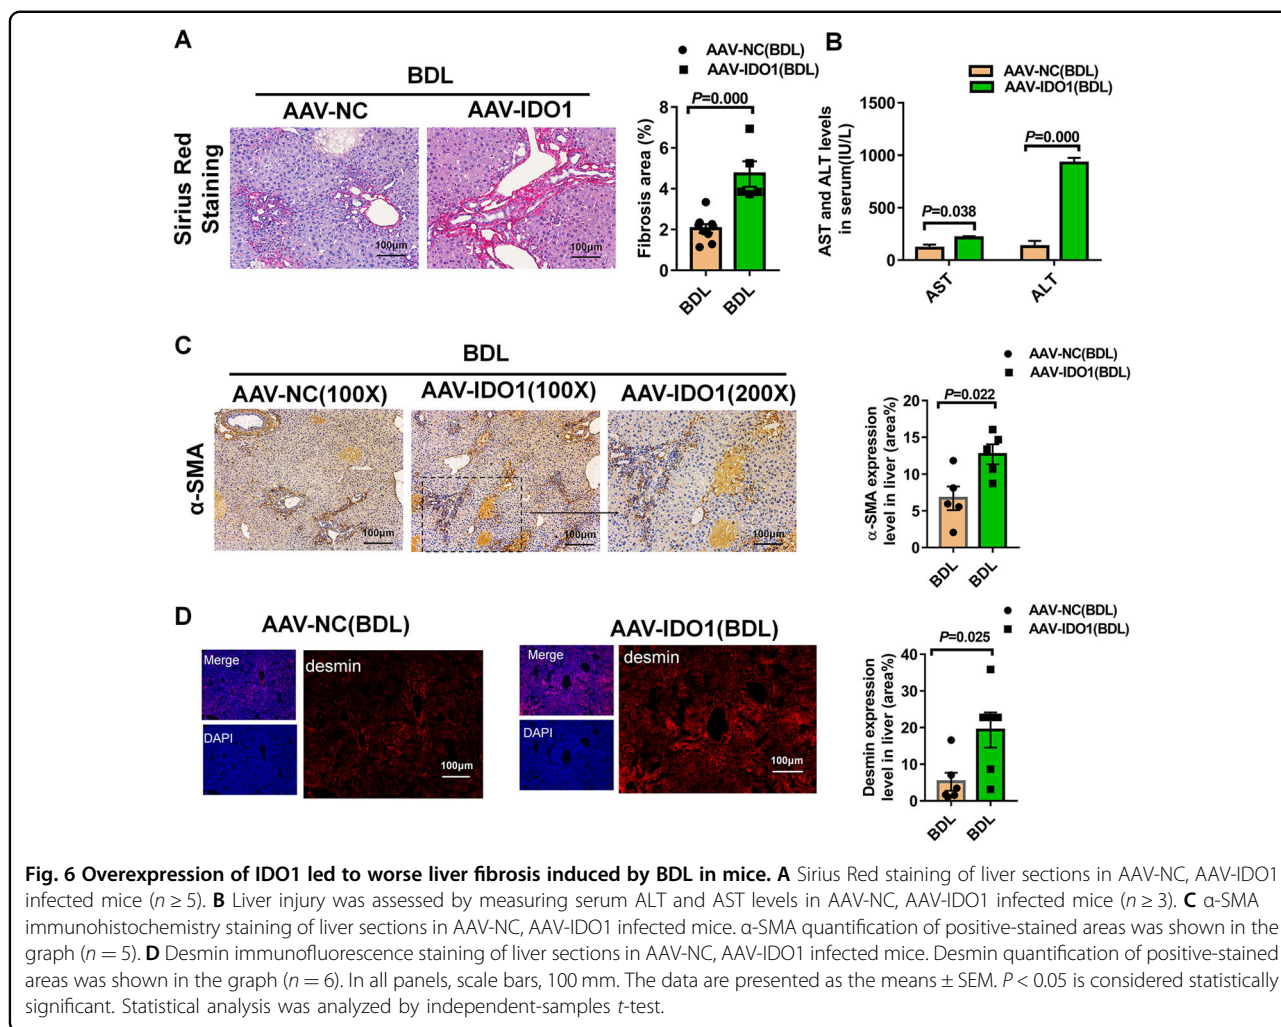 A
BDL
AAV-NC
AAV-IDO1
Sirius Red
Staining
100μm
100μm
AAV-NC(BDL)
AAV-IDO1(BDL)
P=0.000
Fibrosis area (%)
8
6
4
2
0
BDL
BDL
B
AAV-NC(BDL)
AAV-IDO1(BDL)
AST and ALT levels
in serum(IU/L)
1500
1000
500
0
P=0.038
P=0.000
AST
ALT
C
BDL
AAV-NC(100X)
AAV-IDO1(100X)
AAV-IDO1(200X)
α-SMA
100μm
100μm
100μm
AAV-NC(BDL)
AAV-IDO1(BDL)
P=0.022
α-SMA expression
level in liver (area%)
20
15
10
5
0
BDL
BDL
D
AAV-NC(BDL)
Merge
desmin
DAPI
100μm
AAV-IDO1(BDL)
Merge
desmin
DAPI
100μm
AAV-NC(BDL)
AAV-IDO1(BDL)
P=0.025
Desmin expression
level in liver (area%)
40
30
20
10
0
BDL
BDL
Fig. 6 Overexpression of IDO1 led to worse liver fibrosis induced by BDL in mice. A Sirius Red staining of liver sections in AAV-NC, AAV-IDO1
infected mice (n ≥ 5). B Liver injury was assessed by measuring serum ALT and AST levels in AAV-NC, AAV-IDO1 infected mice (n ≥ 3). C α-SMA
immunohistochemistry staining of liver sections in AAV-NC, AAV-IDO1 infected mice. α-SMA quantification of positive-stained areas was shown in the
graph (n = 5). D Desmin immunofluorescence staining of liver sections in AAV-NC, AAV-IDO1 infected mice. Desmin quantification of positive-stained
areas was shown in the graph (n = 6). In all panels, scale bars, 100 mm. The data are presented as the means ± SEM. P < 0.05 is considered statistically
significant. Statistical analysis was analyzed by independent-samples t-test.